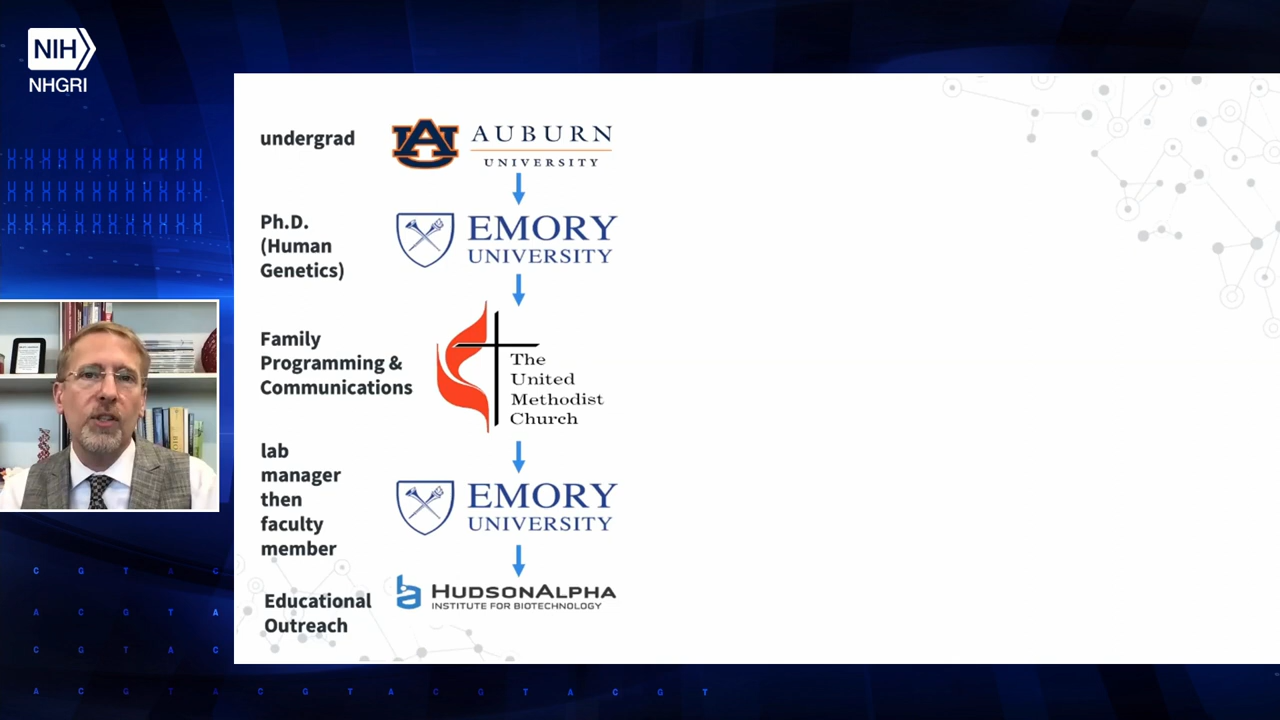 NIH
NHGRI
undergrad
AUBURN
UNIVERSITY
Ph.D.
(Human
Genetics)
EMORY
UNIVERSITY
Family
Programming &
Communications
The
United
Methodist
Church
lab
manager
then
faculty
member
EMORY
UNIVERSITY
Educational
Outreach
HUDSONALPHA
INSTITUTE FOR BIOTECHNOLOGY
C G T A C
A C G T A
C G T A C
A C G T A C G T A C G T A C G T